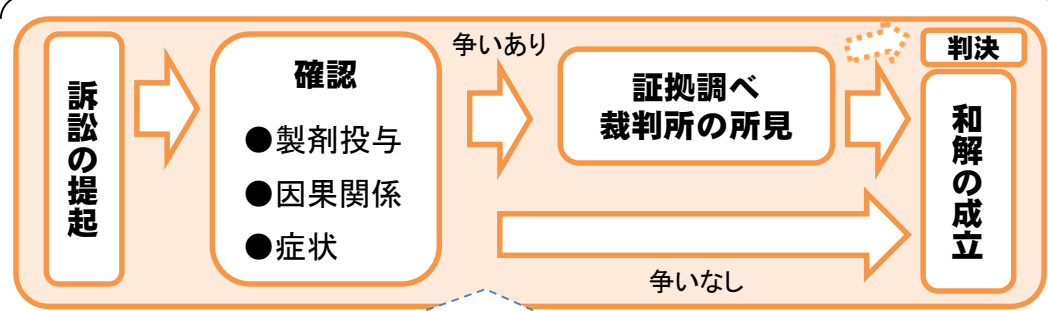 訴訟の提起
確認
●製剤投与
●因果関係
●症状
争いあり
証拠調べ
裁判所の所見
争いなし
判決
和解の成立